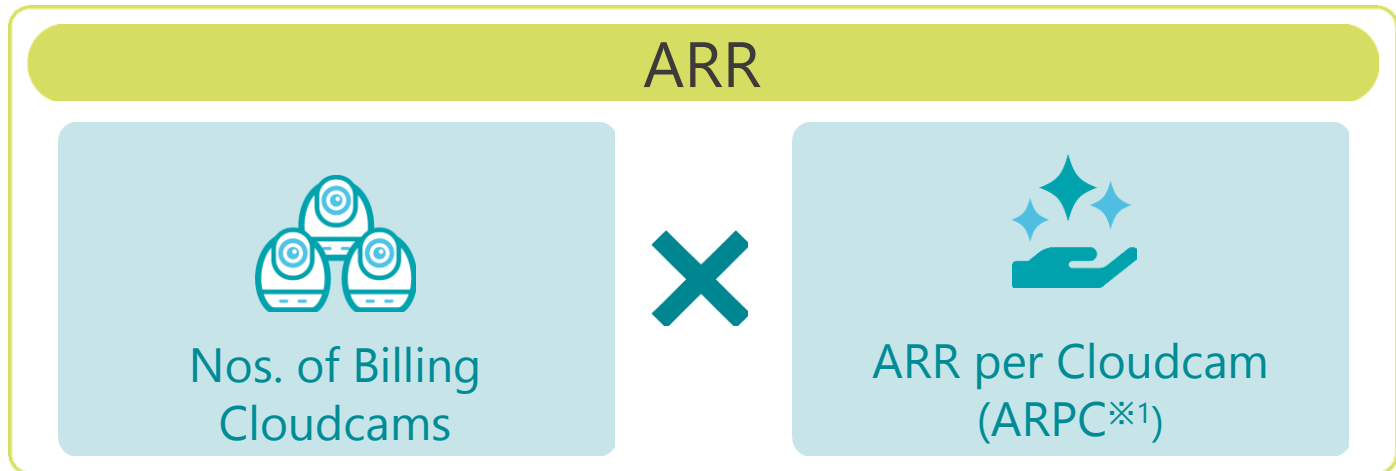 ARR
Nos. of Billing
Cloudcams
ARR per Cloudcam
(ARPC※1)